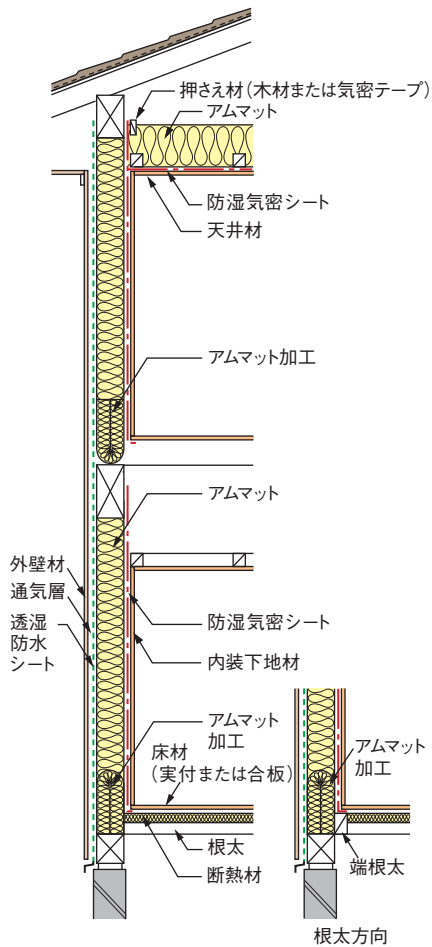 押さえ材（木材または気密テープ）
アムマット
防湿気密シート
天井材
アムマット加工
アムマット
外壁材
通気層
透湿
防水
シート
防湿気密シート
内装下地材
アムマット
加工
床材
（実付または合板）
根太
断熱材
アムマット
加工
端根太
根太方向